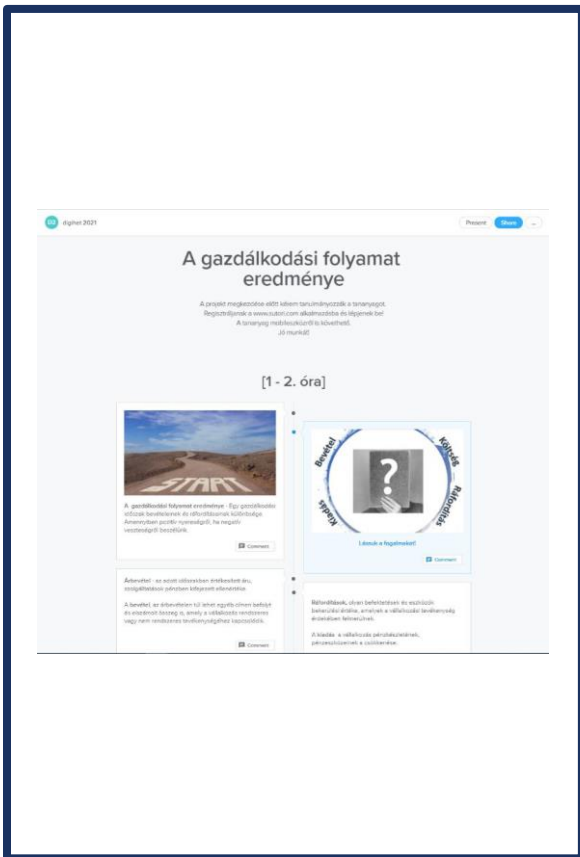 digihet 2021
Present
Share
...
A gazdálkodási folyamat
eredménye
A projekt megkezdése előtt kérem tanulmányozzák a tananyagot.
Regisztráljanak a www.sutori.com alkalmazásba és lépjenek be!
A tananyag mobileszközről is követhető.
Jó munkát!
[1 - 2. óra]
START
A gazdálkodási folyamat eredménye - Egy gazdálkodási
időszak bevételeinek és ráfordításainak különbsége.
Amennyiben pozitív nyereségről, ha negatív
veszteségről beszélünk.
Comment
Bevétel
Költség
Kiadás
Ráfordítás
?
Lássuk a fogalmakat!
Comment
Árbevétel - az adott időszakban értékesített áru,
szolgáltatások pénzben kifejezett ellenértéke.
A bevétel, az árbevételen túl lehet egyéb címen befolyt
és elszámolt összeg is, amely a vállalkozás rendszeres
vagy nem rendszeres tevékenységéhez kapcsolódik.
Comment
Ráfordítások, olyan befektetések és eszközök
bekerülési értéke, amelyek a vállalkozási tevékenység
érdekében felmerülnek.
A kiadás a vállalkozás pénzkészletének,
pénzeszközeinek a csökkenése.